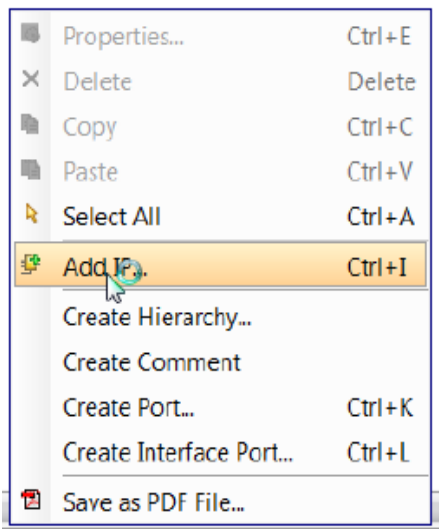 Properties... Ctrl+E
Delete Delete
Copy Ctrl+C
Paste Ctrl+V
Select All Ctrl+A
Add IP... Ctrl+I
Create Hierarchy...
Create Comment
Create Port... Ctrl+K
Create Interface Port... Ctrl+L
Save as PDF File...